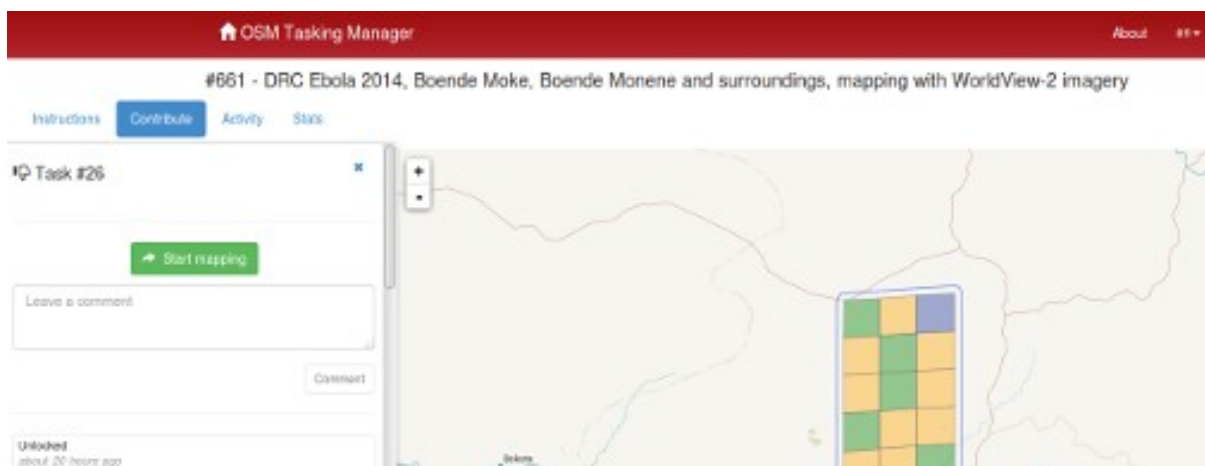 OSM Tasking Manager
About
#661 - DRC Ebola 2014, Boende Moke, Boende Monene and surroundings, mapping with WorldView-2 imagery
Instructions
Contribute
Activity
Stats
Task #26
+
-
Start mapping
Leave a comment
Comment
Unlocked
about 20 hours ago